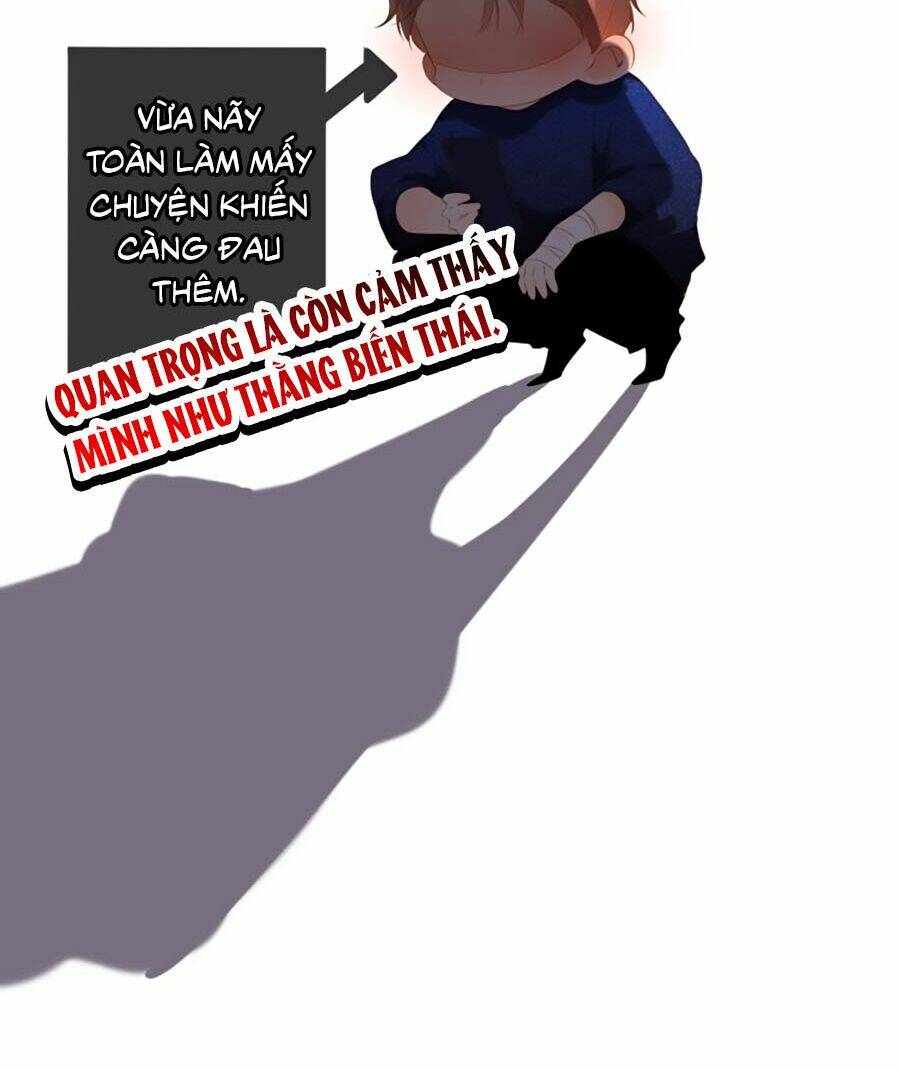 VỪA NÃY
TOÀN LÀM MẤY
CHUYỆN KHIẾN
CÀNG ĐAU
THÊM.
QUAN TRỌNG LÀ CÒN CẢM THẤY
MÌNH NHƯ THẰNG BIẾN THÁI.